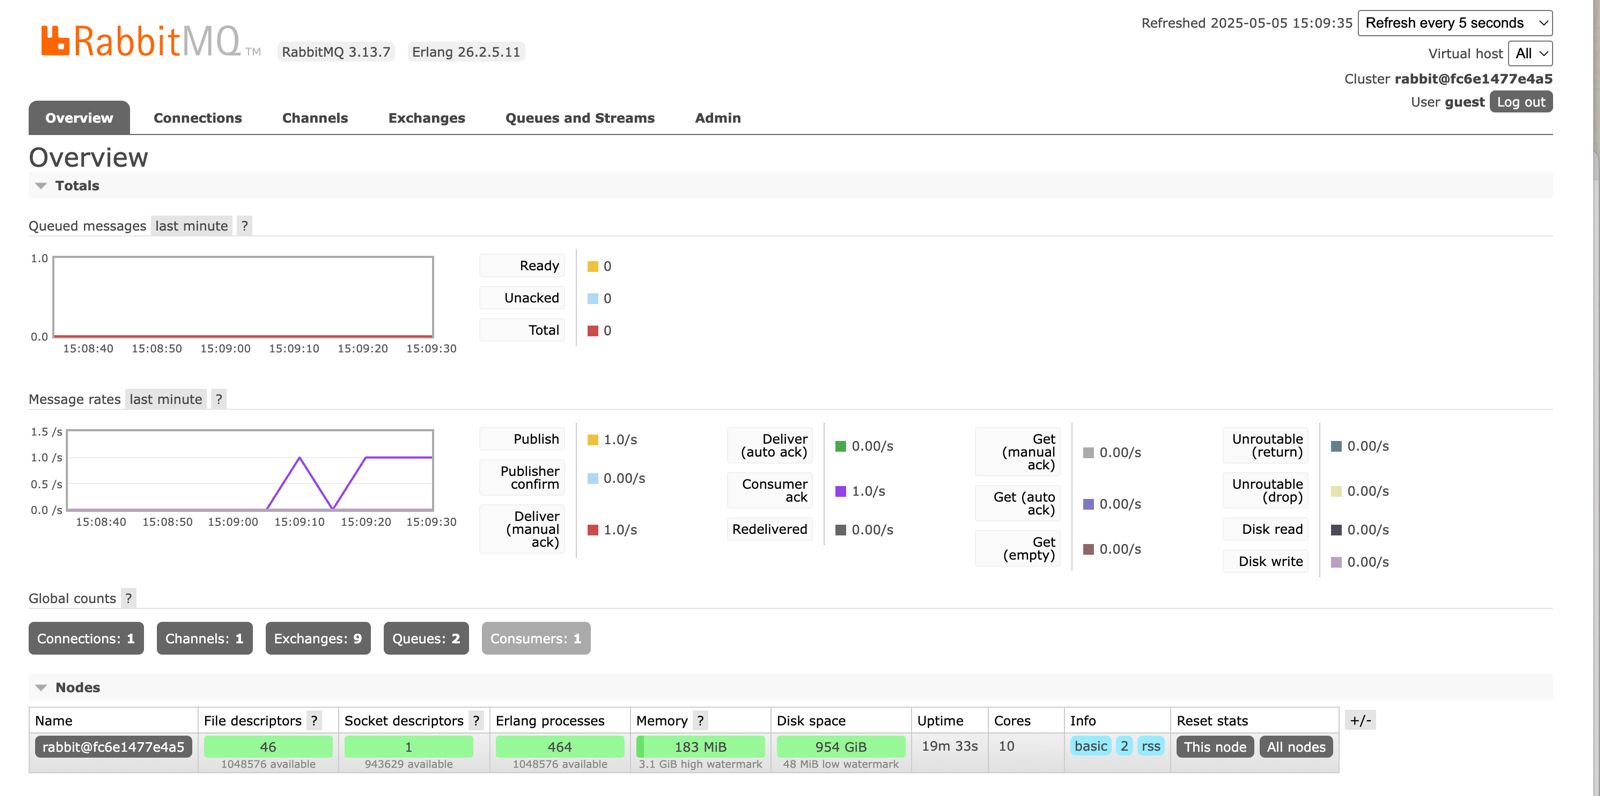 RabbitMQ TM RabbitMQ 3.13.7 Erlang 26.2.5.11
Refreshed 2025-05-05 15:09:35 Refresh every 5 seconds
Virtual host All
Cluster rabbit@fc6e1477e4a5
User guest Log out
Overview Connections Channels Exchanges Queues and Streams Admin
Overview
Totals
Queued messages last minute ?
1.0
0.0
15:08:40 15:08:50 15:09:00 15:09:10 15:09:20 15:09:30
Ready 0
Unacked 0
Total 0
Message rates last minute ?
1.5 /s
1.0 /s
0.5 /s
0.0 /s
15:08:40 15:08:50 15:09:00 15:09:10 15:09:20 15:09:30
Publish 1.0/s
Publisher
confirm 0.00/s
Deliver
(manual
ack) 1.0/s
Deliver
(auto ack) 0.00/s
Consumer
ack 1.0/s
Redelivered 0.00/s
Get
(manual
ack) 0.00/s
Get (auto
ack) 0.00/s
Get
(empty) 0.00/s
Unroutable
(return) 0.00/s
Unroutable
(drop) 0.00/s
Disk read 0.00/s
Disk write 0.00/s
Global counts ?
Connections: 1 Channels: 1 Exchanges: 9 Queues: 2 Consumers: 1
Nodes
Name File descriptors ? Socket descriptors ? Erlang processes Memory ? Disk space Uptime Cores Info Reset stats +/-
rabbit@fc6e1477e4a5 46 1 464 183 MiB 954 GiB 19m 33s 10 basic 2 rss This node All nodes
1048576 available 943629 available 1048576 available 3.1 GiB high watermark 48 MiB low watermark